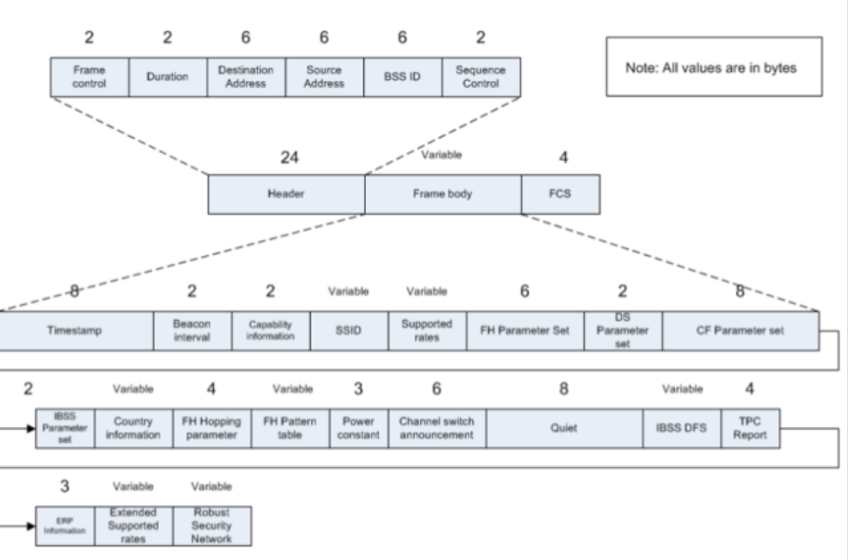 2 2 6 6 6 2
Frame control Duration Destination Address Source Address BSS ID Sequence Control
Note: All values are in bytes
24 Variable 4
Header Frame body FCS
8 2 2 Variable Variable 6 2 8
Timestamp Beacon interval Capability information SSID Supported rates FH Parameter Set DS Parameter set CF Parameter set
2 Variable 4 Variable 3 6 8 Variable 4
IBSS Parameter set Country information FH Hopping parameter FH Pattern table Power constant Channel switch announcement Quiet IBSS DFS TPC Report
3 Variable Variable
ERP Information Extended Supported rates Robust Security Network